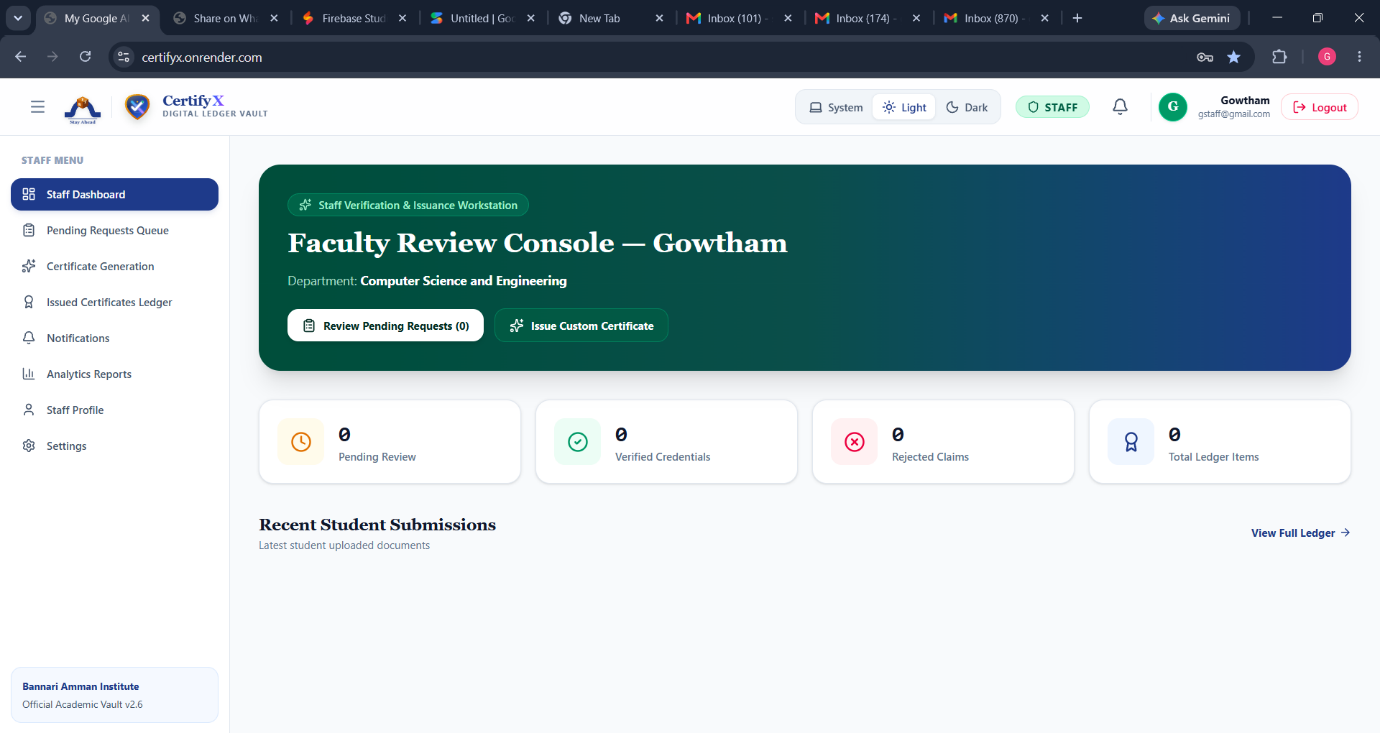 My Google AI
Share on Wha
Firebase Stud
Untitled | Goo
New Tab
Inbox (101) -
Inbox (174) -
Inbox (870) -
Ask Gemini
certifyx.onrender.com
G
CertifyX
DIGITAL LEDGER VAULT
System
Light
Dark
STAFF
G
Gowtham
gstaff@gmail.com
Logout
STAFF MENU
Staff Dashboard
Pending Requests Queue
Certificate Generation
Issued Certificates Ledger
Notifications
Analytics Reports
Staff Profile
Settings
Bannari Amman Institute
Official Academic Vault v2.6
Staff Verification & Issuance Workstation
Faculty Review Console — Gowtham
Department: Computer Science and Engineering
Review Pending Requests (0)
Issue Custom Certificate
0
Pending Review
0
Verified Credentials
0
Rejected Claims
0
Total Ledger Items
Recent Student Submissions
Latest student uploaded documents
View Full Ledger →